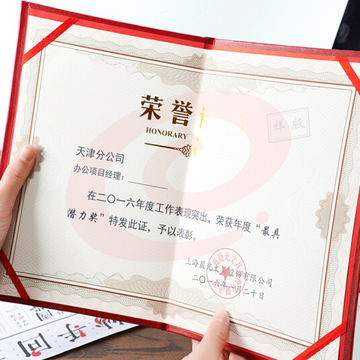 荣誉
HONORARY
样板
天津分公司
办公项目经理：
在二〇一六年度工作表现突出，荣获年度“最具
潜力奖”特发此证，予以表彰。
上海晨光文具股份有限公司
二〇一六年一月二十日